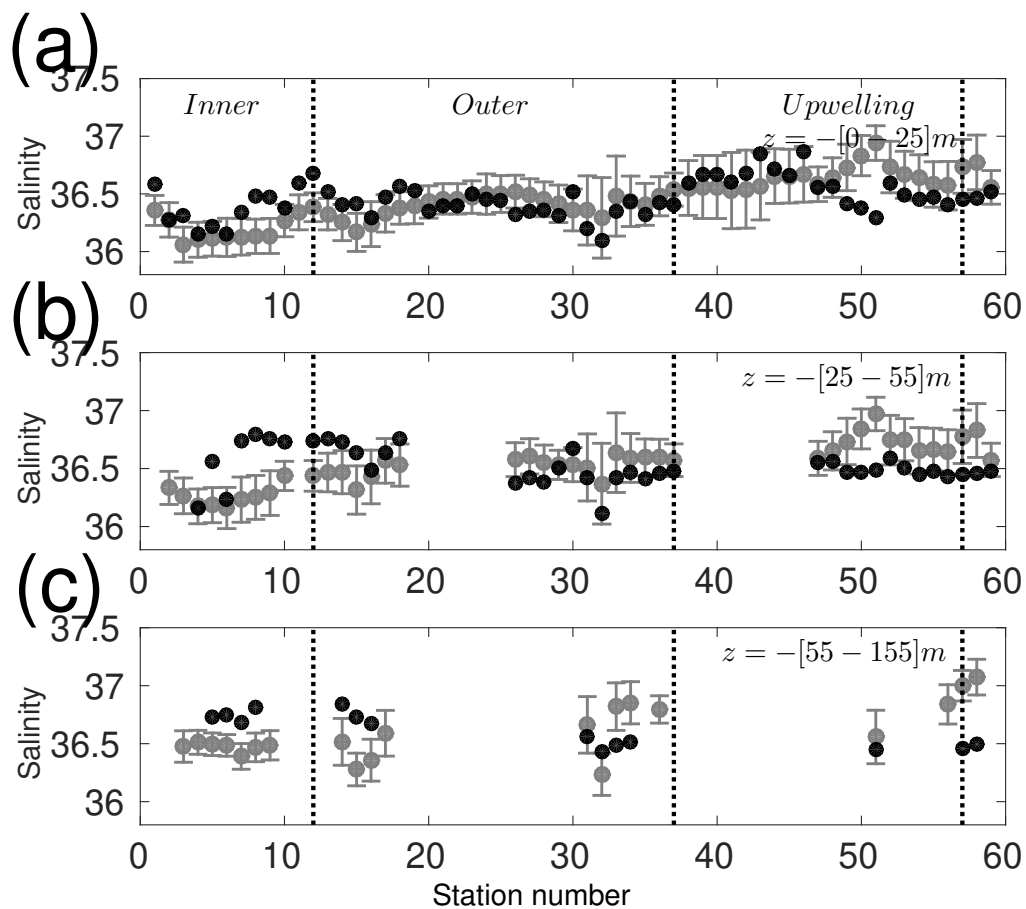 (a)
37.5
Inner Outer Upwelling
z = −[0 − 25]m
37
36.5
36
Salinity
0 10 20 30 40 50 60
(b)
37.5
z = −[25 − 55]m
37
36.5
36
Salinity
0 10 20 30 40 50 60
(c)
37.5
z = −[55 − 155]m
37
36.5
36
Salinity
0 10 20 30 40 50 60
Station number